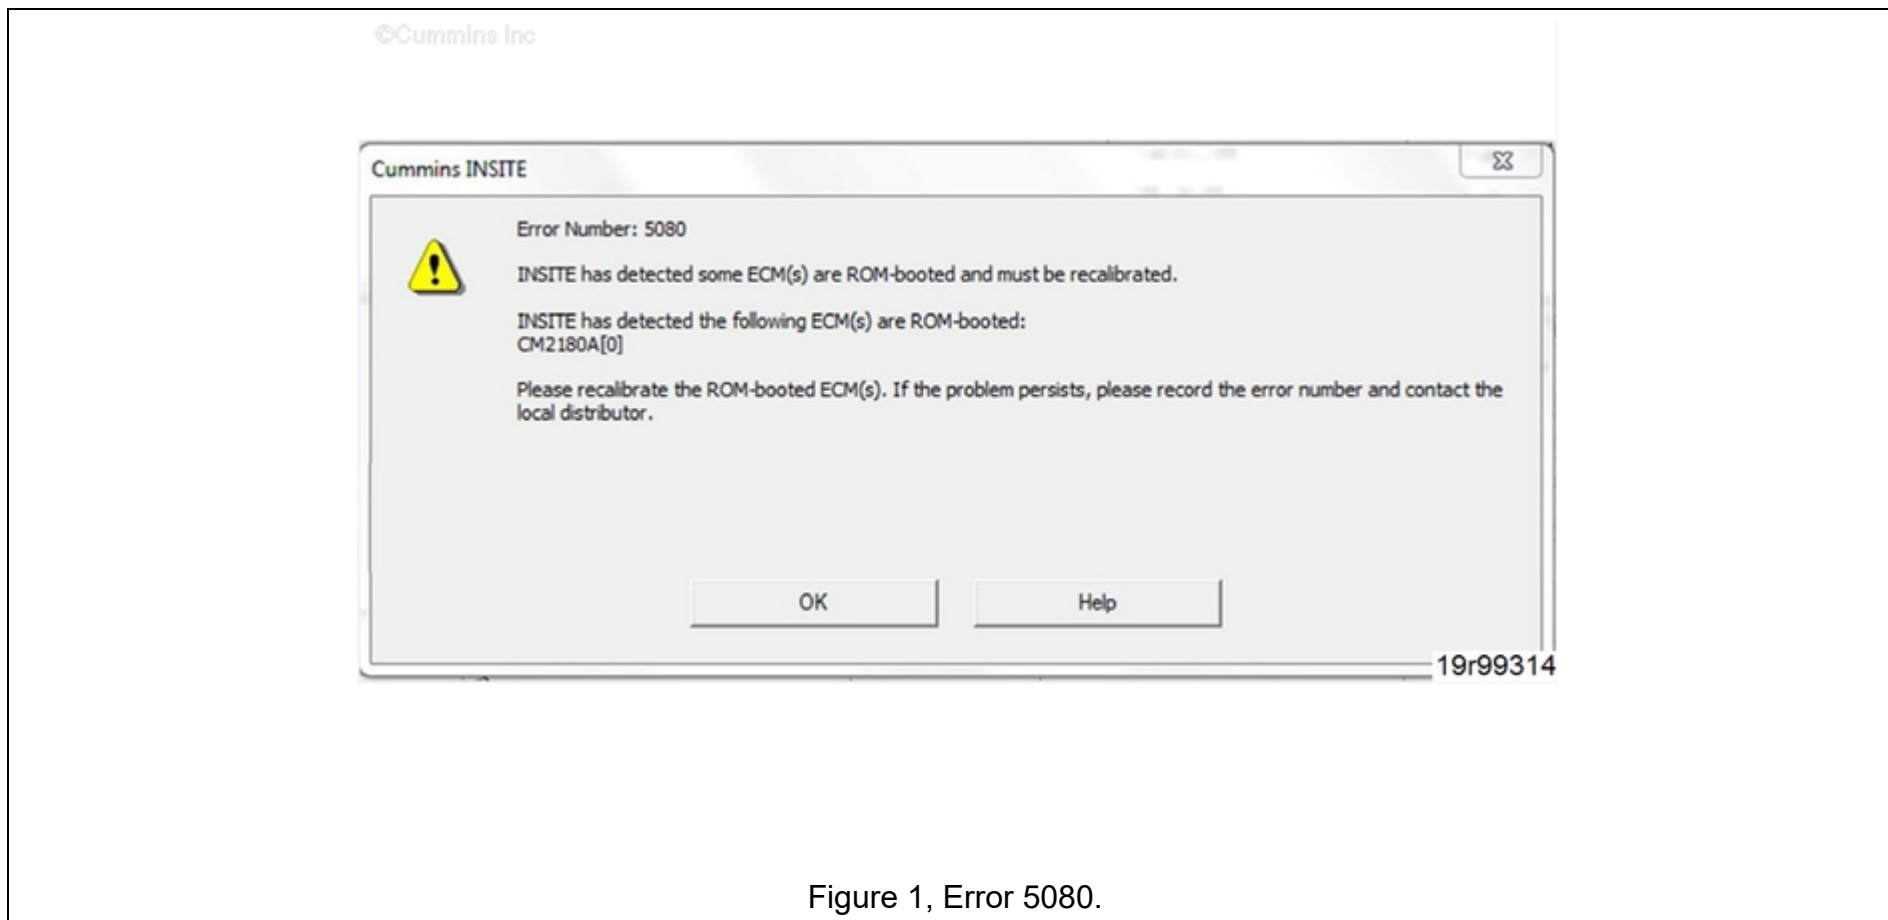 ©Cummins Inc
Cummins INSITE
Error Number: 5080
INSITE has detected some ECM(s) are ROM-booted and must be recalibrated.
INSITE has detected the following ECM(s) are ROM-booted:
CM2180A[0]
Please recalibrate the ROM-booted ECM(s). If the problem persists, please record the error number and contact the
local distributor.
OK
Help
19r99314
Figure 1, Error 5080.